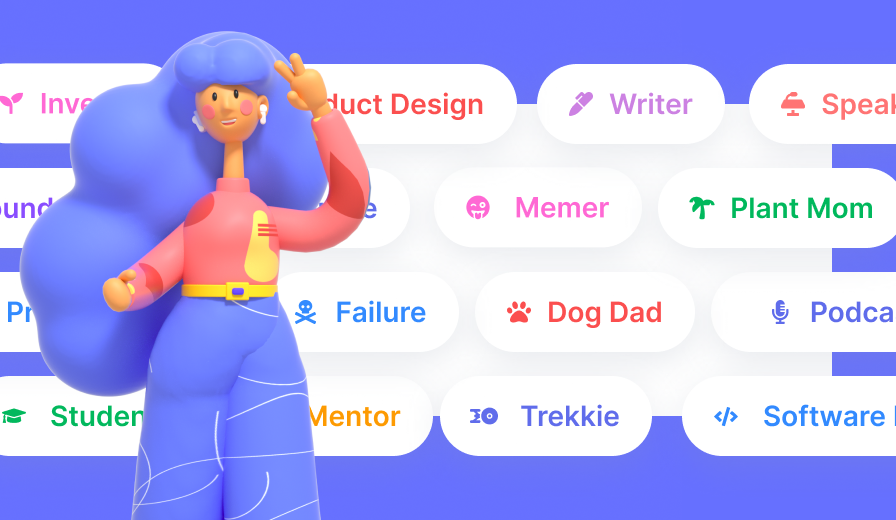 Inve duct Design Writer Speak
ound e Memer Plant Mom
Pr Failure Dog Dad Podca
Studen Mentor Trekkie Software